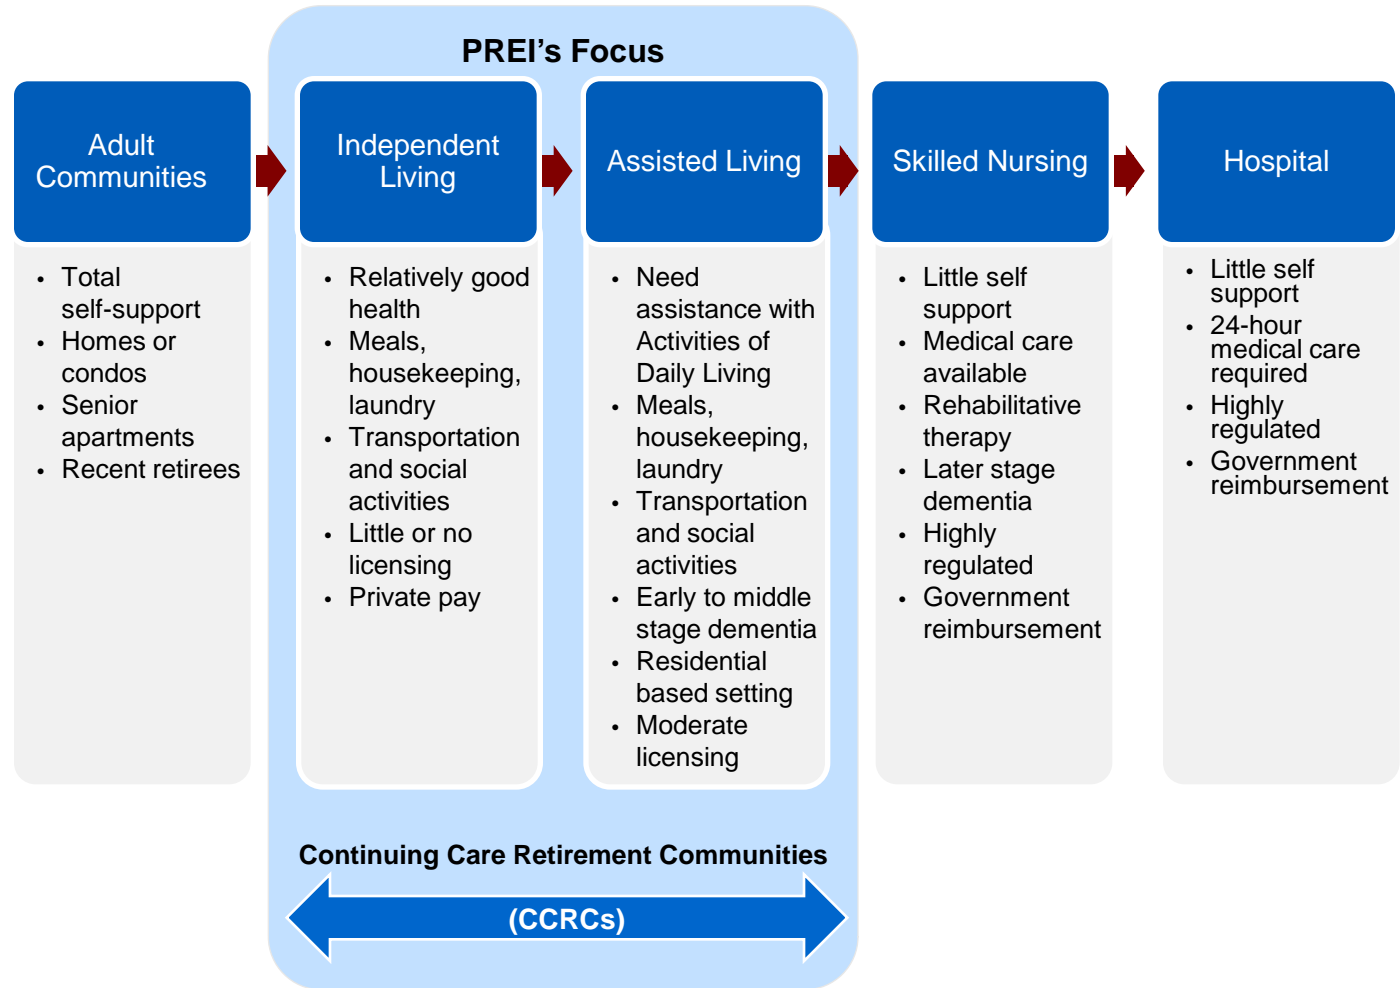 PREI's Focus
Adult
Communities
Independent
Living
Assisted Living
Skilled Nursing
Hospital
• Total
self-support
• Homes or
condos
• Senior
apartments
• Recent retirees
• Relatively good
health
• Meals,
housekeeping,
laundry
• Transportation
and social
activities
• Little or no
licensing
• Private pay
• Need
assistance with
Activities of
Daily Living
• Meals,
housekeeping,
laundry
• Transportation
and social
activities
• Early to middle
stage dementia
• Residential
based setting
• Moderate
licensing
• Little self
support
• Medical care
available
• Rehabilitative
therapy
• Later stage
dementia
• Highly
regulated
• Government
reimbursement
• Little self
support
• 24-hour
medical care
required
• Highly
regulated
• Government
reimbursement
Continuing Care Retirement Communities
(CCRCs)